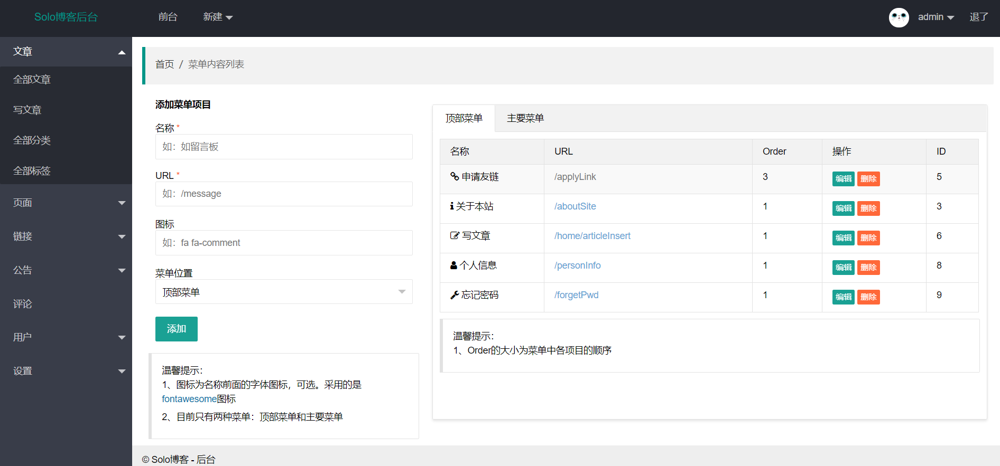 Solo博客后台
前台
新建
admin
退了
文章
全部文章
写文章
全部分类
全部标签
页面
链接
公告
评论
用户
设置
首页 / 菜单内容列表
添加菜单项目
名称 *
如：如留言板
URL *
如：/message
图标
如：fa fa-comment
菜单位置
顶部菜单
添加
温馨提示：
1、图标为名称前面的字体图标，可选。采用的是
fontawesome图标
2、目前只有两种菜单：顶部菜单和主要菜单
顶部菜单 主要菜单
名称 URL Order 操作 ID
申请友链 /applyLink 3 编辑 删除 5
关于本站 /aboutSite 1 编辑 删除 3
写文章 /home/articleInsert 1 编辑 删除 6
个人信息 /personInfo 1 编辑 删除 8
忘记密码 /forgetPwd 1 编辑 删除 9
温馨提示：
1、Order的大小为菜单中各项目的顺序
© Solo博客 - 后台